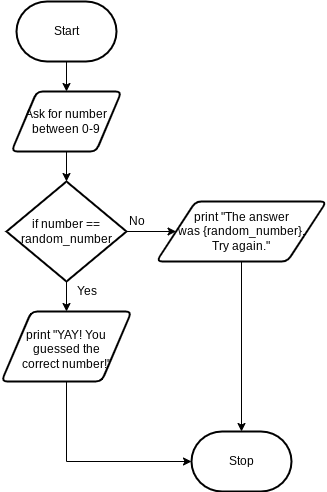 Start
Ask for number
between 0-9
if number ==
random_number
No
print "The answer
was {random_number}.
Try again."
Yes
print "YAY! You
guessed the
correct number!"
Stop